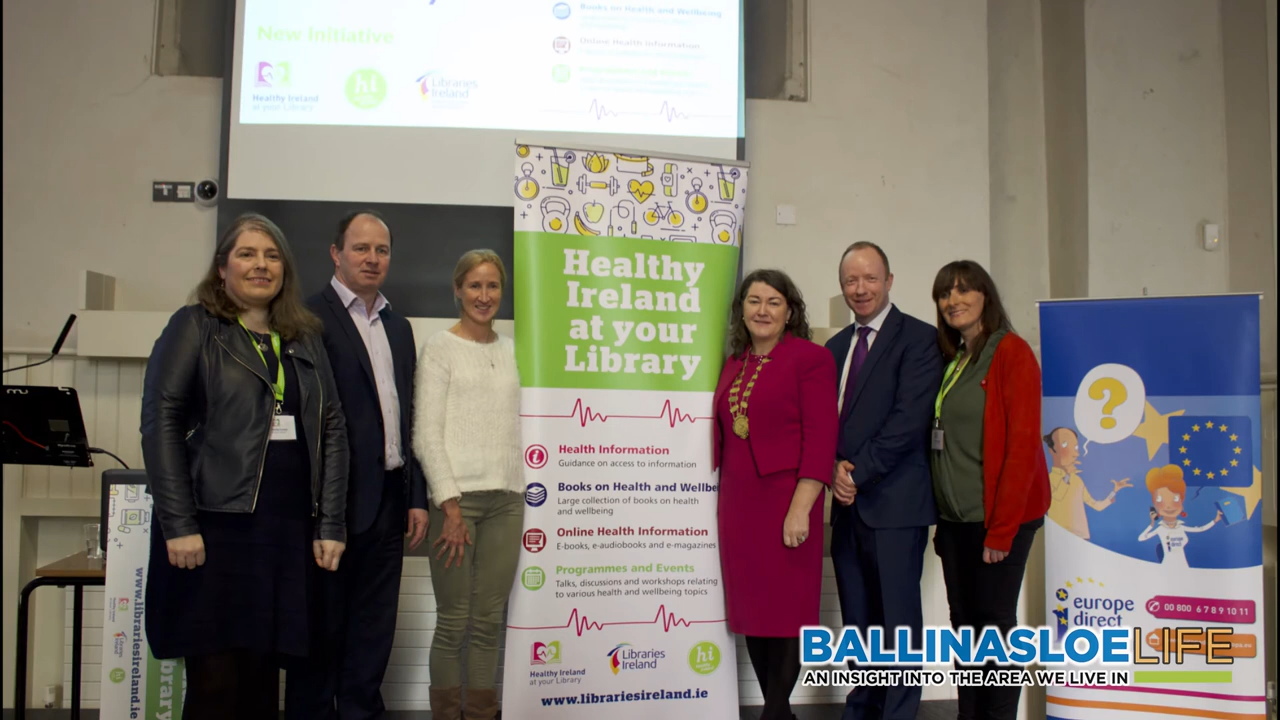 New Initiative
Healthy Ireland
at your Library
hi
Libraries
Ireland
Books on Health and Wellbeing
Online Health Information
Healthy
Ireland
at your
Library
Health Information
Guidance on access to information
Books on Health and Wellbe
Large collection of books on health
and wellbeing
Online Health Information
E-books, e-audiobooks and e-magazines
Programmes and Events
Talks, discussions and workshops relating
to various health and wellbeing topics
Healthy Ireland
at your Library
Libraries
Ireland
hi
www.librariesireland.ie
www.librariesireland.ie
?
europe
direct
00 800 6 7 8 9 10 11
BALLINASLOELIFE
AN INSIGHT INTO THE AREA WE LIVE IN